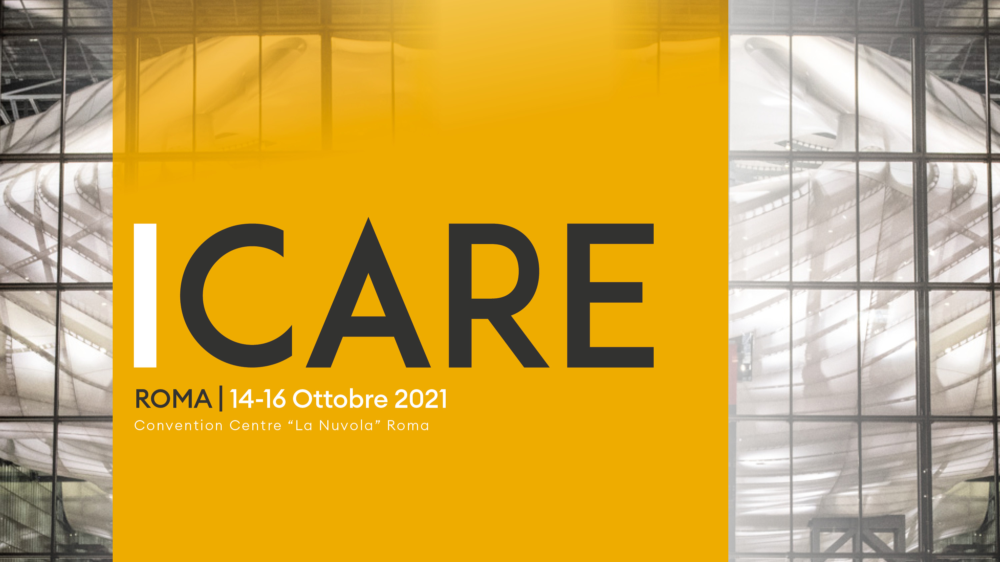 ICARE
ROMA | 14-16 Ottobre 2021
Convention Centre “La Nuvola” Roma